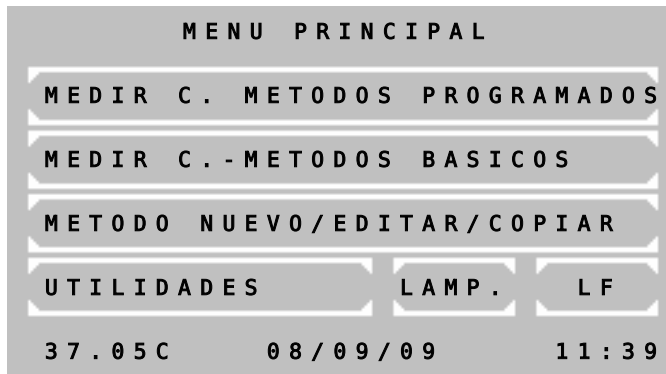 MENU PRINCIPAL
MEDIR C. METODOS PROGRAMADOS
MEDIR C.-METODOS BASICOS
METODO NUEVO/EDITAR/COPIAR
UTILIDADES LAMP. LF
37.05C 08/09/09 11:39